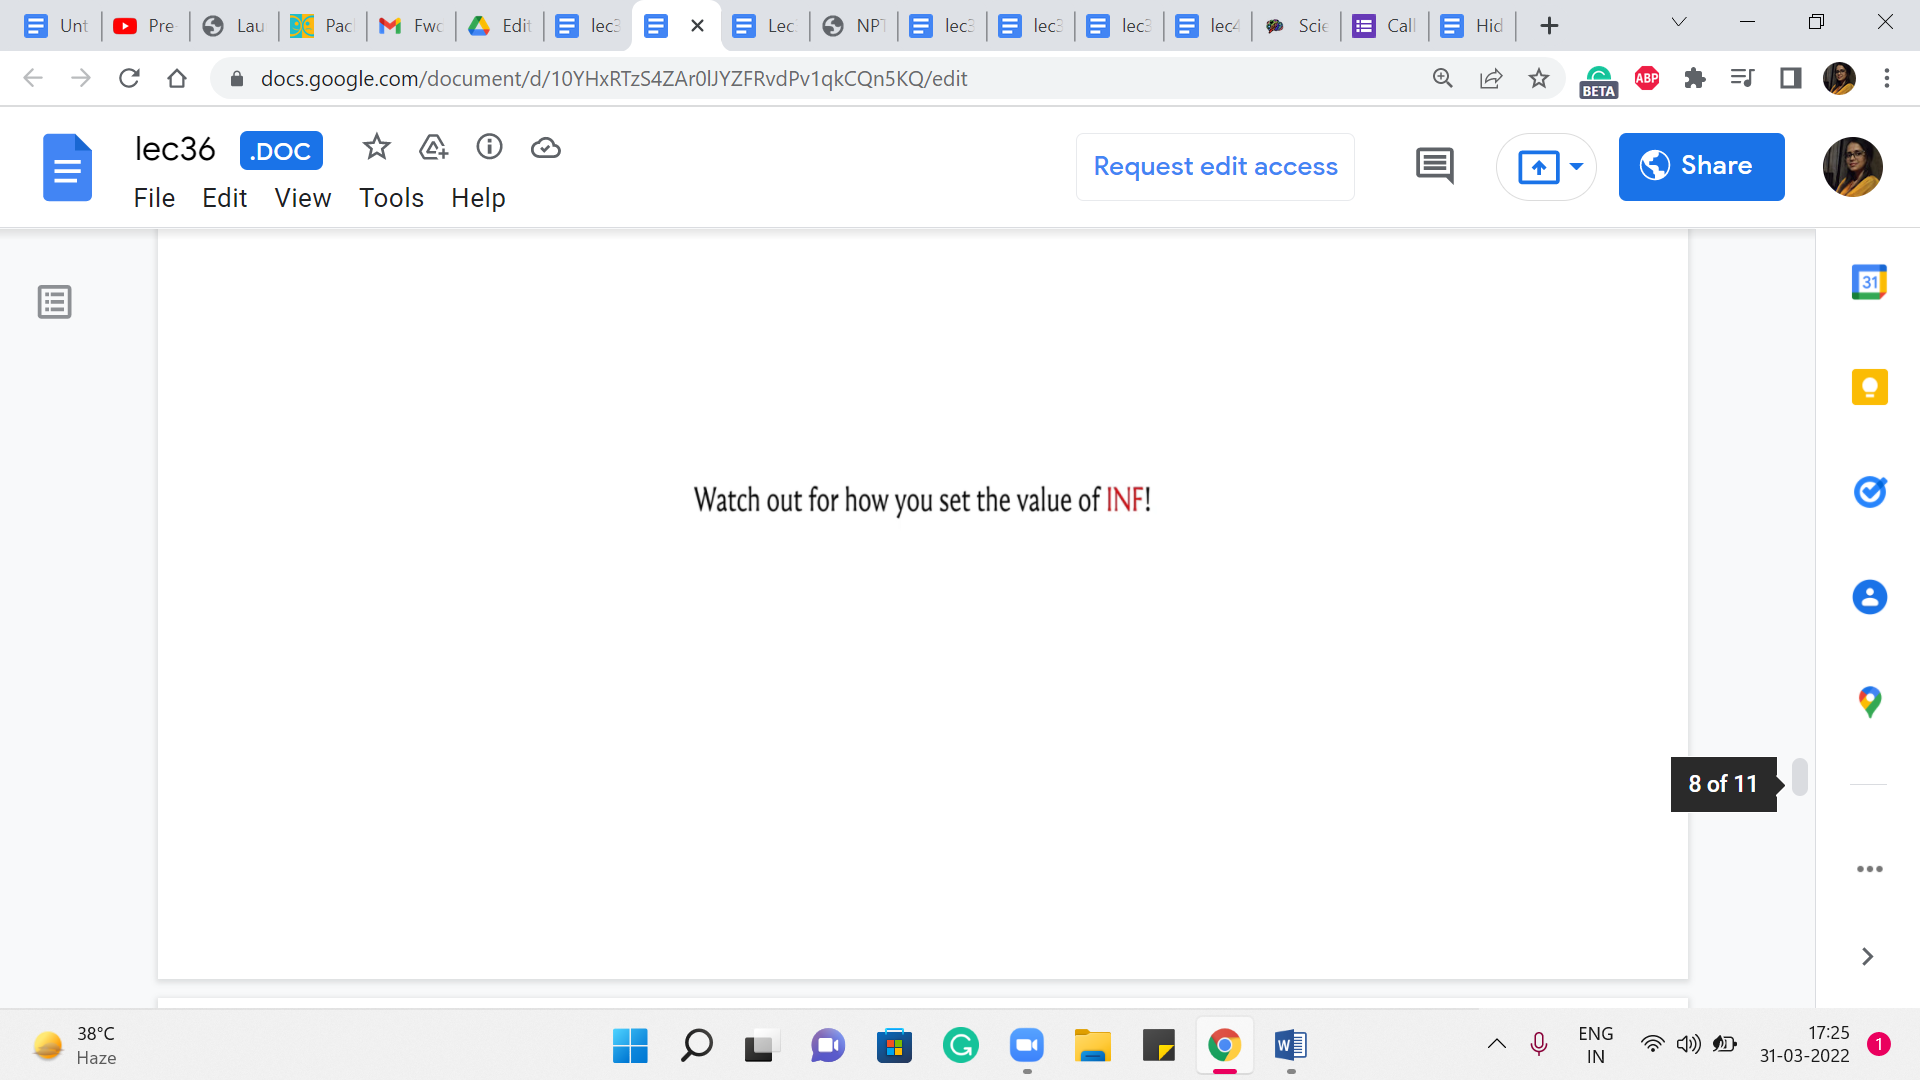 Unt
Pre
Lau
Pac
Fwd
Edit
lec3
Lec
NPT
lec3
lec3
lec3
lec4
Scie
Call
Hid
docs.google.com/document/d/10YHxRTzS4ZAr0lJYZFRvdPv1qkCQn5KQ/edit
BETA
ABP
lec36
.DOC
File Edit View Tools Help
Request edit access
Share
31
Watch out for how you set the value of INF!
8 of 11
38°C
Haze
ENG
IN
17:25
31-03-2022
1